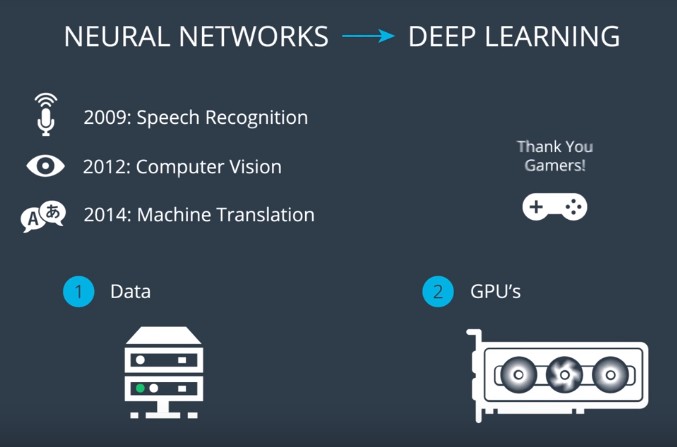 NEURAL NETWORKS → DEEP LEARNING
2009: Speech Recognition
2012: Computer Vision
A あ
2014: Machine Translation
Thank You
Gamers!
1 Data
2 GPU's